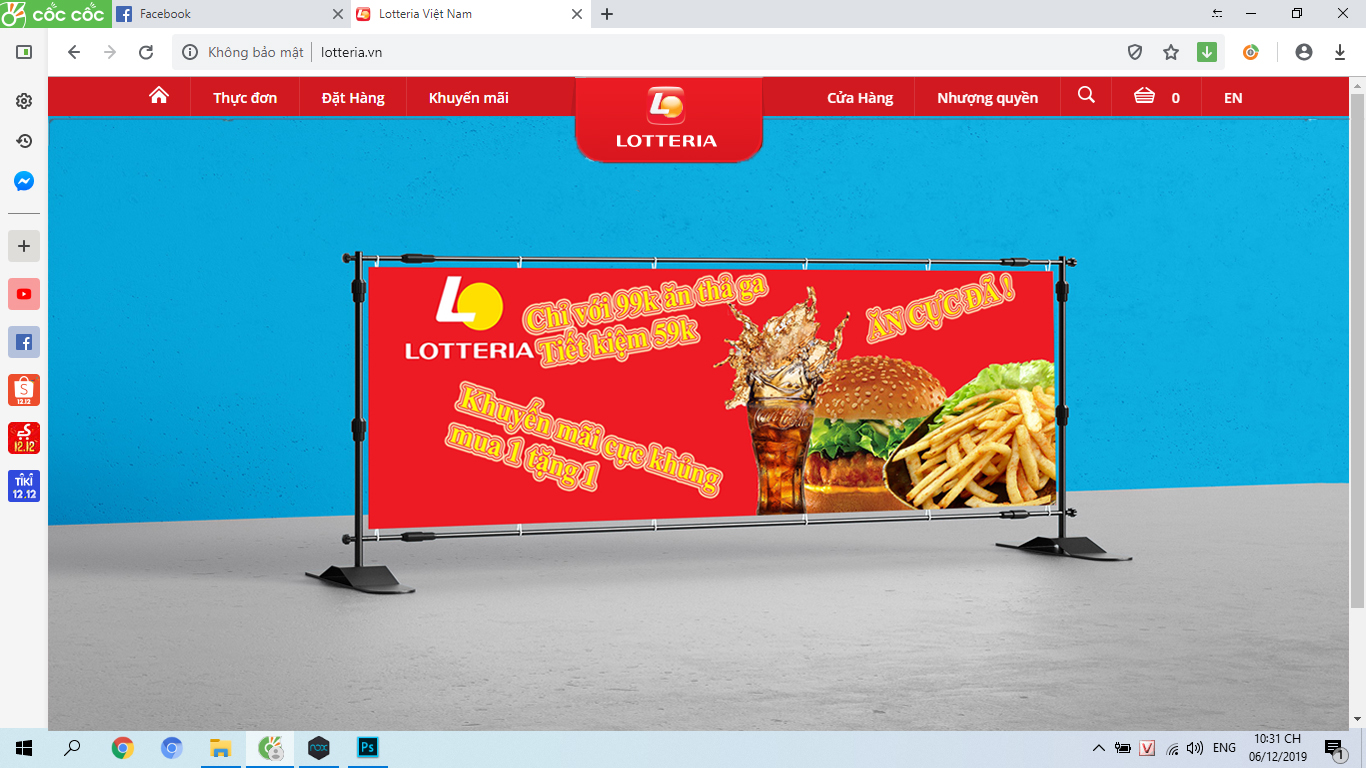 cốc cốc
Facebook
Lotteria Việt Nam
Không bảo mật
lotteria.vn
Thực đơn
Đặt Hàng
Khuyến mãi
LOTTERIA
Cửa Hàng
Nhượng quyền
0
EN
LOTTERIA
Chỉ với 99k ăn thả ga
Tiết kiệm 59k
ĂN CỰC ĐÃ !
Khuyến mãi cực khủng
mua 1 tặng 1
S
12.12
12.12
TIKI
12.12
nox
Ps
V
ENG
10:31 CH
06/12/2019
1